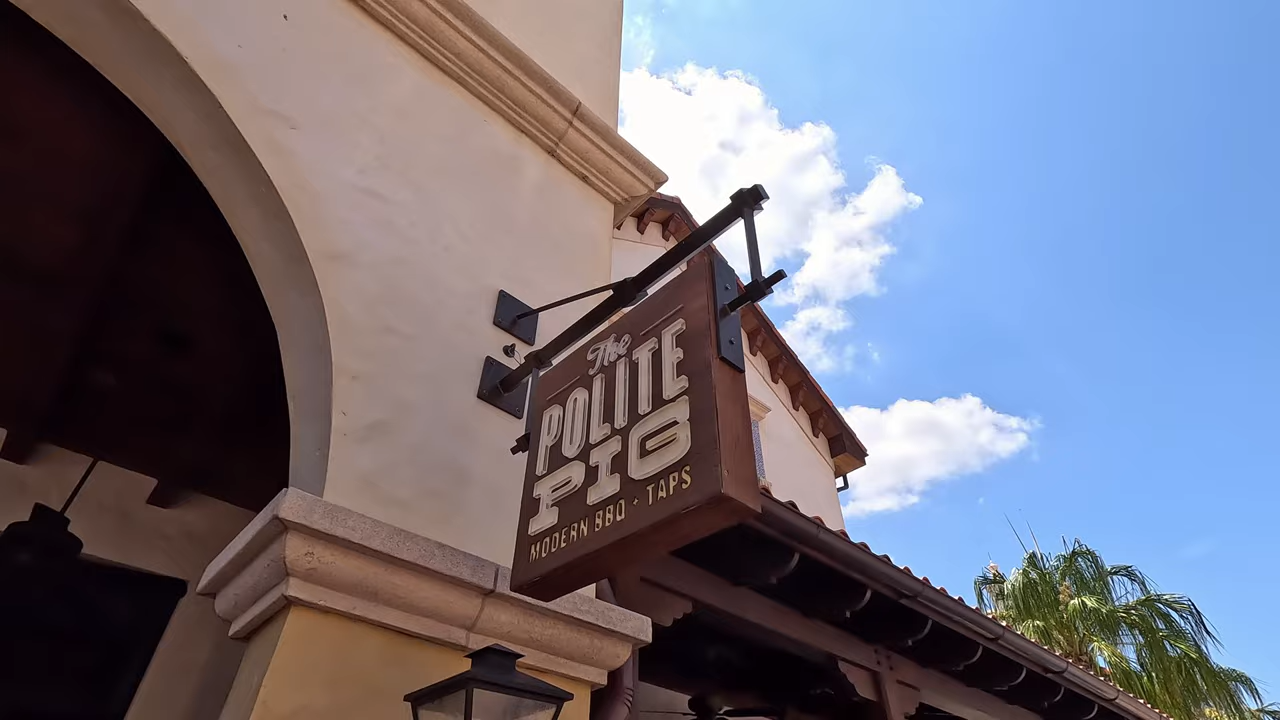 The
POLITE
PIG
MODERN BBQ + TAPS